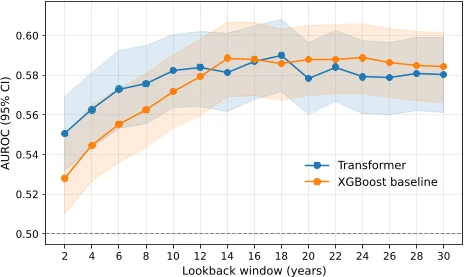 0.60
0.58
0.56
0.54
0.52
0.50
AUROC (95% CI)
Transformer
XGBoost baseline
2 4 6 8 10 12 14 16 18 20 22 24 26 28 30
Lookback window (years)